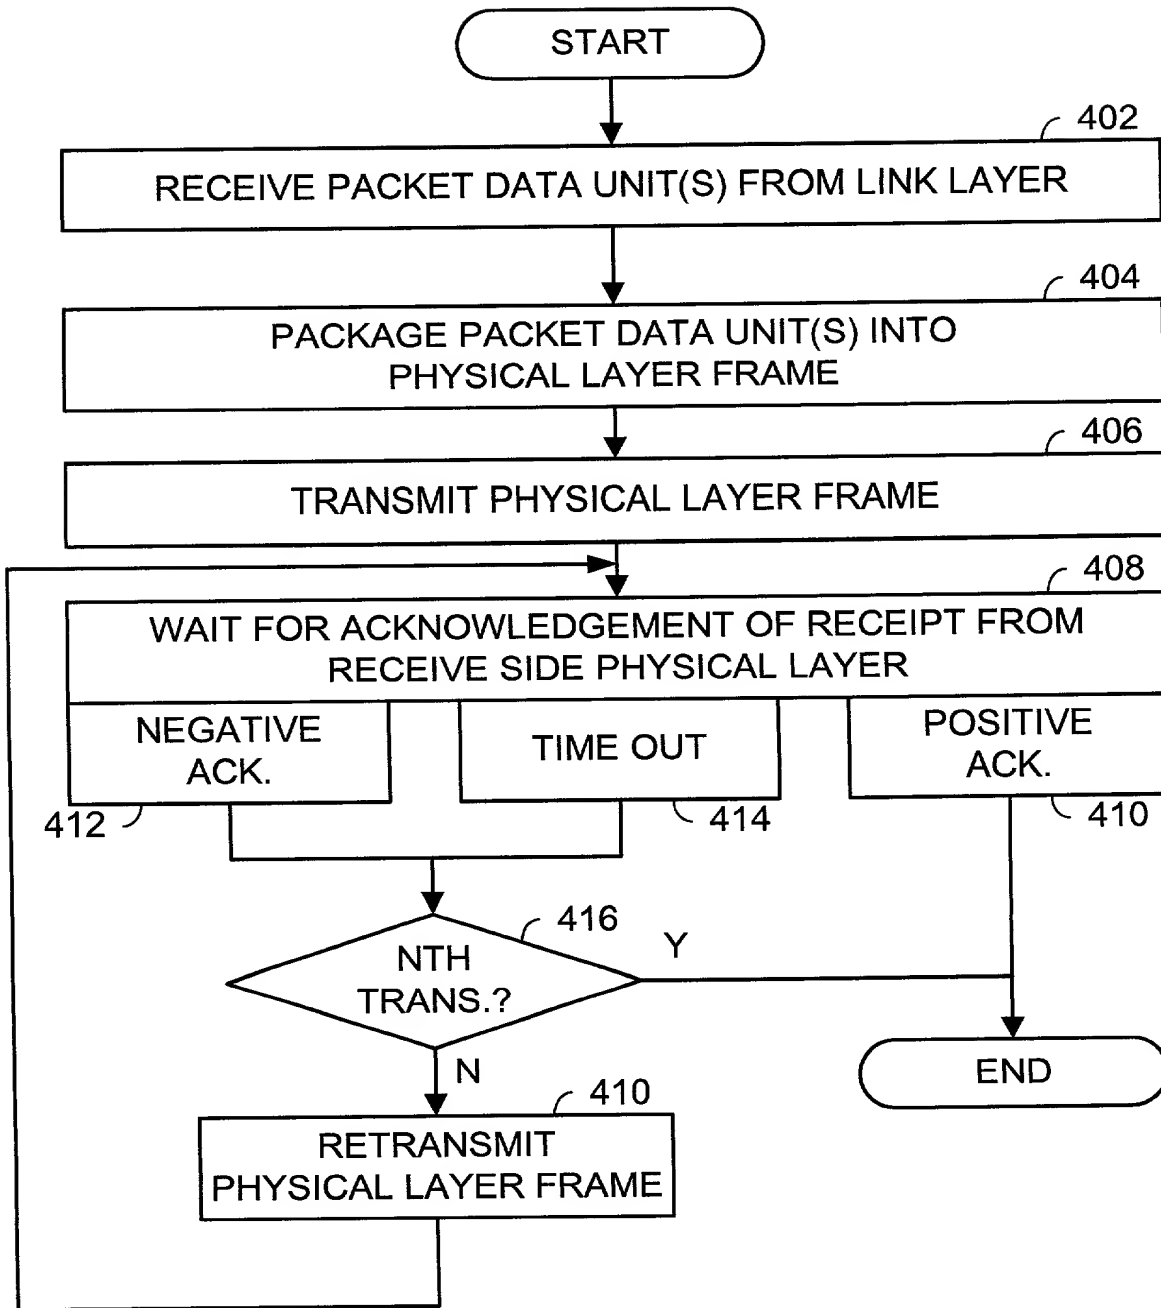 START
402
RECEIVE PACKET DATA UNIT(S) FROM LINK LAYER
404
PACKAGE PACKET DATA UNIT(S) INTO
PHYSICAL LAYER FRAME
406
TRANSMIT PHYSICAL LAYER FRAME
408
WAIT FOR ACKNOWLEDGEMENT OF RECEIPT FROM
RECEIVE SIDE PHYSICAL LAYER
NEGATIVE
ACK.
412
TIME OUT
414
POSITIVE
ACK.
410
416
NTH
TRANS.?
Y
N
END
410
RETRANSMIT
PHYSICAL LAYER FRAME